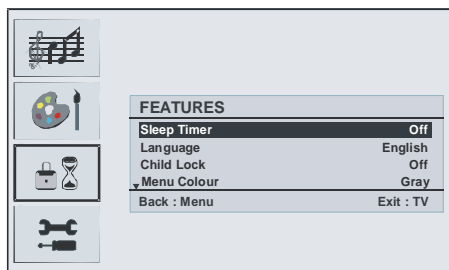 FEATURES
Sleep Timer Off
Language English
Child Lock Off
Menu Colour Gray
Back : Menu Exit : TV